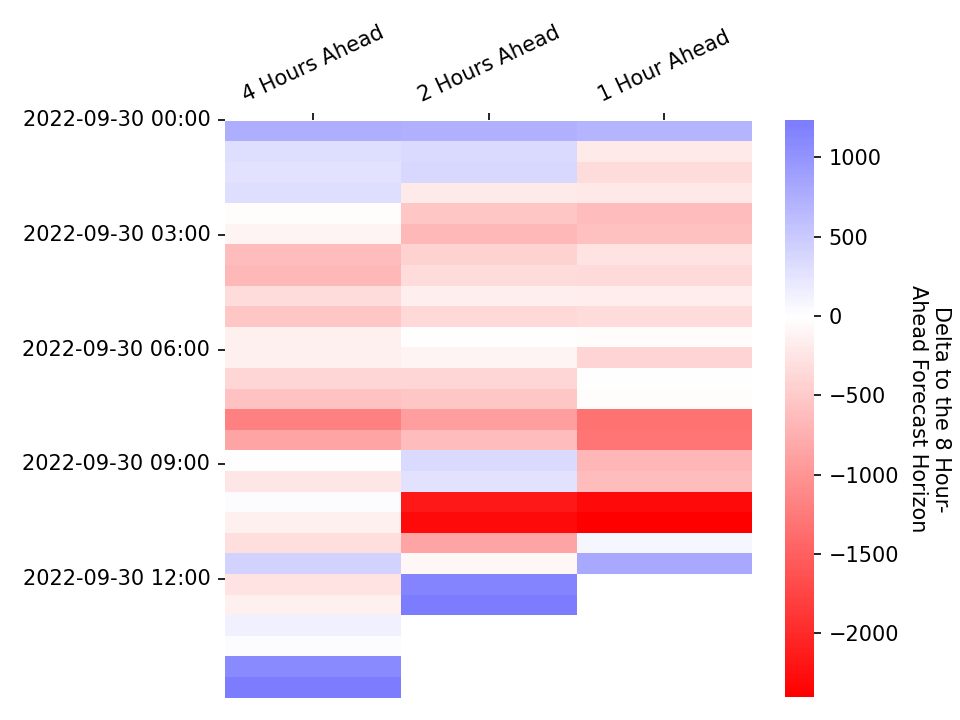 4 Hours Ahead
2 Hours Ahead
1 Hour Ahead
2022-09-30 00:00
2022-09-30 03:00
2022-09-30 06:00
2022-09-30 09:00
2022-09-30 12:00
1000
500
0
−500
−1000
−1500
−2000
Delta to the 8 Hour-
Ahead Forecast Horizon